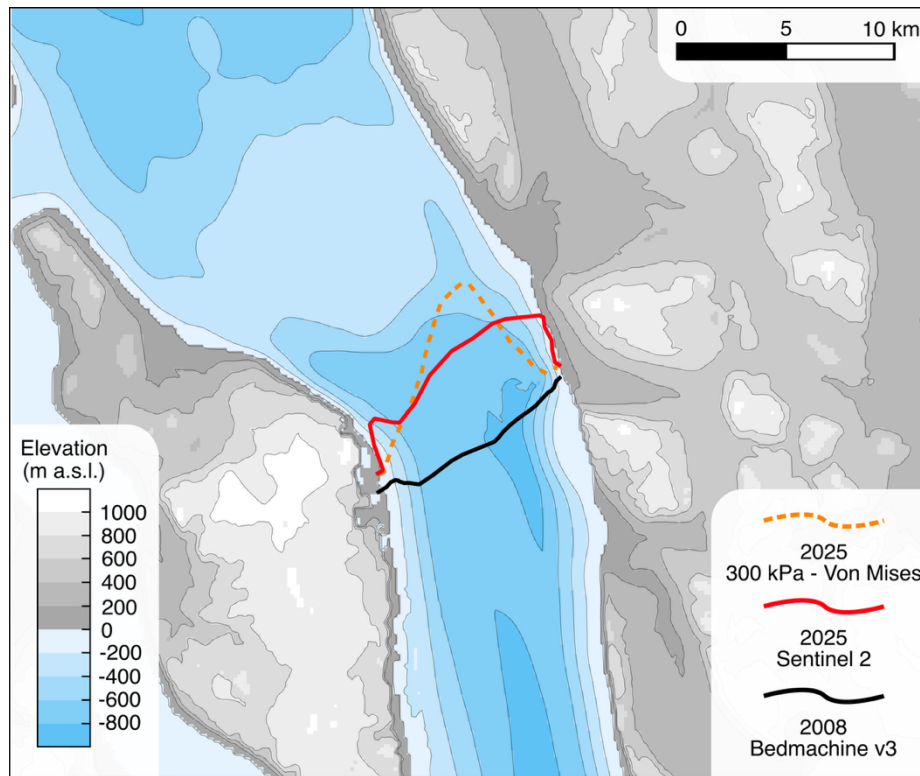 0 5 10 km
Elevation
(m a.s.l.)
1000
800
600
400
200
0
-200
-400
-600
-800
2025
300 kPa - Von Mises
2025
Sentinel 2
2008
Bedmachine v3